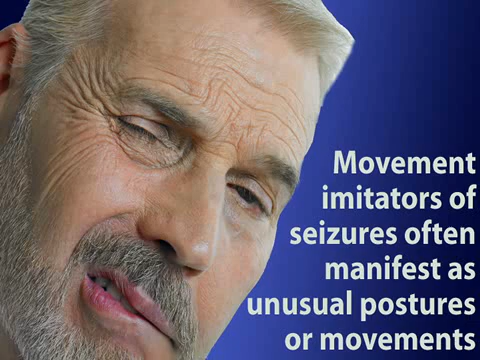 Movement
imitators of
seizures often
manifest as
unusual postures
or movements